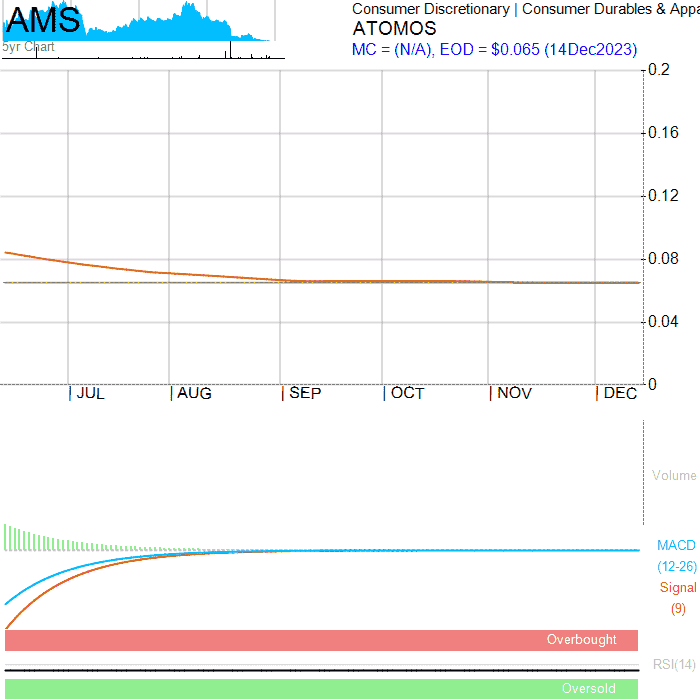 AMS
5yr Chart
Consumer Discretionary | Consumer Durables & Appa
ATOMOS
MC = (N/A), EOD = $0.065 (14Dec2023)
0.2
0.16
0.12
0.08
0.04
0
JUL AUG SEP OCT NOV DEC
Volume
MACD
(12-26)
Signal
(9)
Overbought
RSI(14)
Oversold